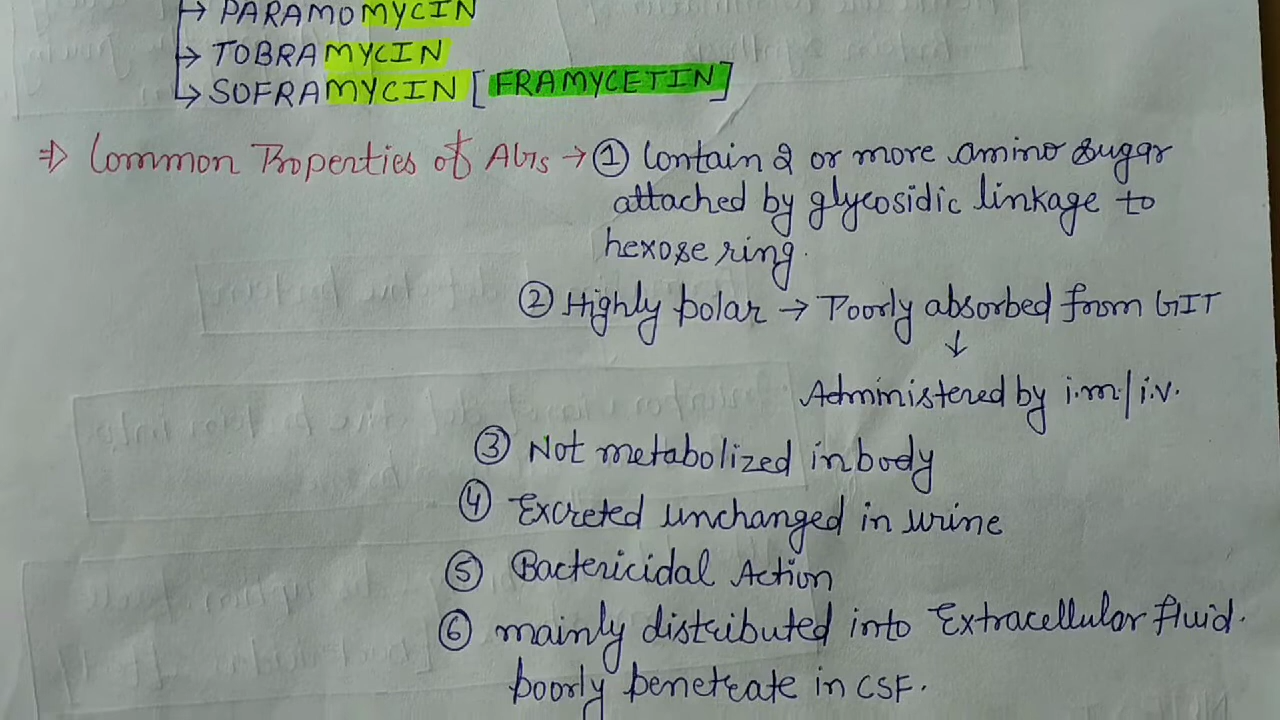 → PARAMOMYCIN
→ TOBRAMYCIN
→ SOFRAMYCIN [FRAMYCETIN]
⇒ Common Properties of AGs → ① Contain 2 or more amino sugar
attached by glycosidic linkage to
hexose ring.
② Highly polar → Poorly absorbed from GIT
↓
Administered by i.m./i.v.
③ Not metabolized in body
④ Excreted unchanged in urine
⑤ Bactericidal Action
⑥ mainly distributed into Extracellular fluid.
poorly penetrate in CSF.